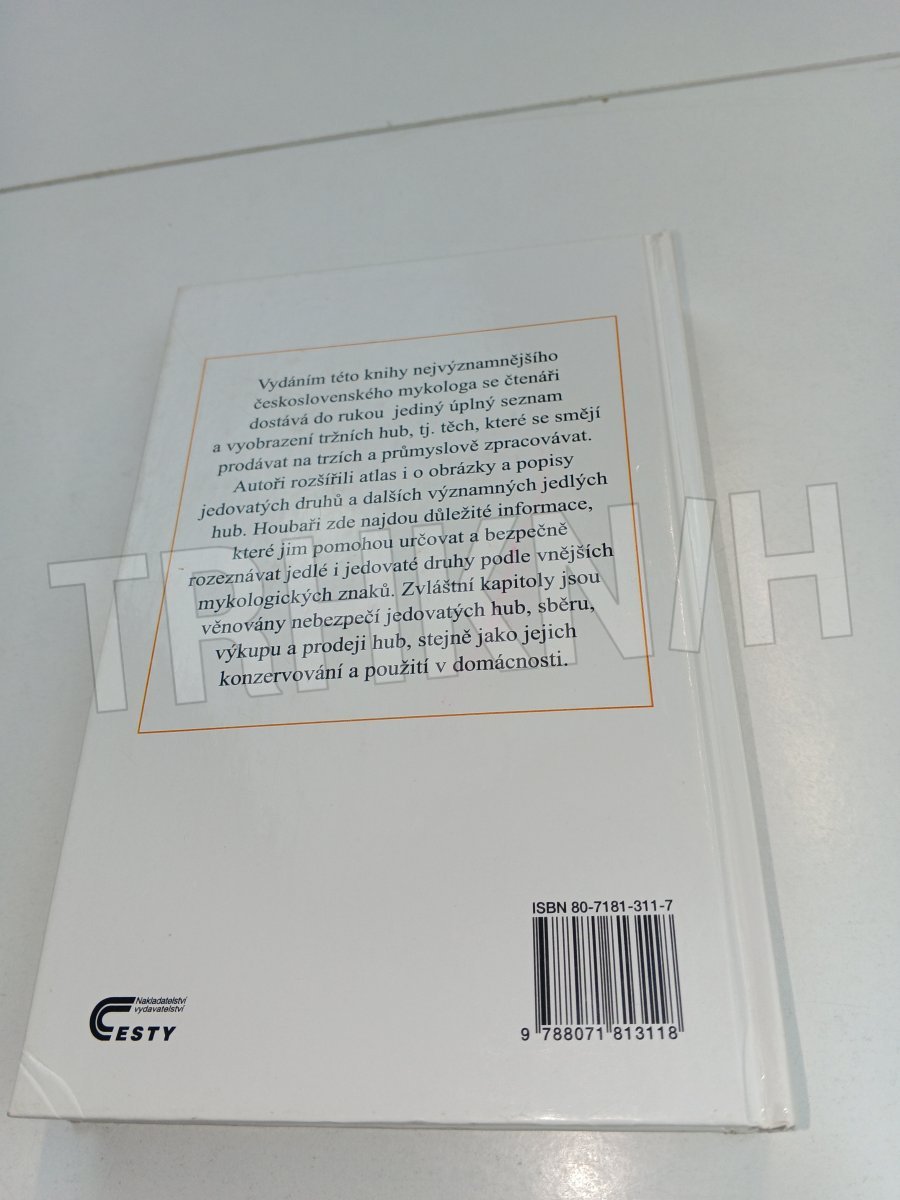 Vydáním této knihy nejvýznamnějšího
československého mykologa se čtenáři
dostává do rukou jediný úplný seznam
a vyobrazení tržních hub, tj. těch, které se smějí
prodávat na trzích a průmyslově zpracovávat.
Autoři rozšířili atlas i o obrázky a popisy
jedovatých druhů a dalších významných jedlých
hub. Houbaři zde najdou důležité informace,
které jim pomohou určovat a bezpečně
rozeznávat jedlé i jedovaté druhy podle vnějších
mykologických znaků. Zvláštní kapitoly jsou
věnovány nebezpečí jedovatých hub, sběru,
výkupu a prodeji hub, stejně jako jejich
konzervování a použití v domácnosti.
TRHKNIH
ISBN 80-7181-311-7
9 788071 813118
Nakladatelství
vydavatelství
CESTY